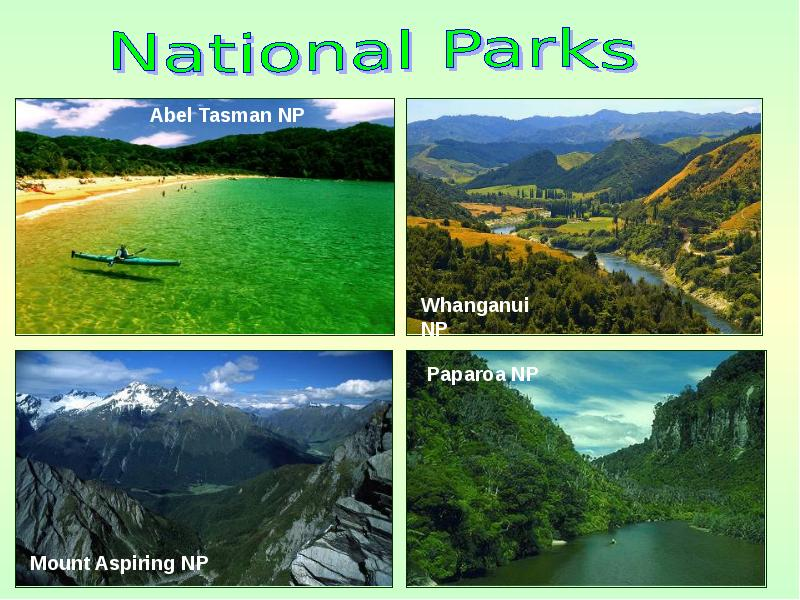 National Parks
Abel Tasman NP
Whanganui
NP
Paparoa NP
Mount Aspiring NP